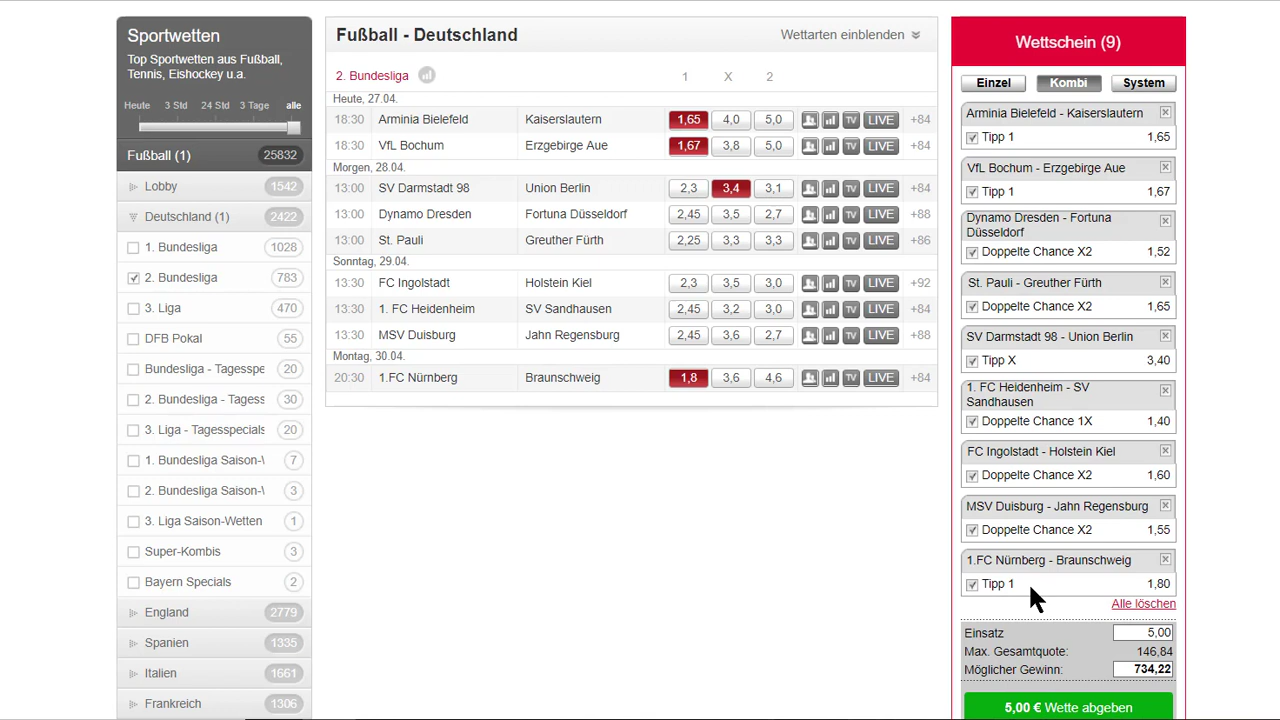 Sportwetten
Top Sportwetten aus Fußball,
Tennis, Eishockey u.a.
Heute 3 Std 24 Std 3 Tage alle
Fußball (1) 25832
Lobby 1542
Deutschland (1) 2422
1. Bundesliga 1028
2. Bundesliga 783
3. Liga 470
DFB Pokal 55
Bundesliga - Tagesspe 20
2. Bundesliga - Tagess 30
3. Liga - Tagesspecials 20
1. Bundesliga Saison-\ 7
2. Bundesliga Saison-\ 3
3. Liga Saison-Wetten 1
Super-Kombis 3
Bayern Specials 2
England 2779
Spanien 1335
Italien 1661
Frankreich 1306
Fußball - Deutschland Wettarten einblenden
2. Bundesliga 1 X 2
Heute, 27.04.
18:30 Arminia Bielefeld Kaiserslautern 1,65 4,0 5,0 TV LIVE +84
18:30 VfL Bochum Erzgebirge Aue 1,67 3,8 5,0 TV LIVE +84
Morgen, 28.04.
13:00 SV Darmstadt 98 Union Berlin 2,3 3,4 3,1 TV LIVE +84
13:00 Dynamo Dresden Fortuna Düsseldorf 2,45 3,5 2,7 TV LIVE +88
13:00 St. Pauli Greuther Fürth 2,25 3,3 3,3 TV LIVE +86
Sonntag, 29.04.
13:30 FC Ingolstadt Holstein Kiel 2,3 3,5 3,0 TV LIVE +92
13:30 1. FC Heidenheim SV Sandhausen 2,45 3,2 3,0 TV LIVE +84
13:30 MSV Duisburg Jahn Regensburg 2,45 3,6 2,7 TV LIVE +88
Montag, 30.04.
20:30 1.FC Nürnberg Braunschweig 1,8 3,6 4,6 TV LIVE +84
Wettschein (9)
Einzel Kombi System
Arminia Bielefeld - Kaiserslautern
Tipp 1 1,65
VfL Bochum - Erzgebirge Aue
Tipp 1 1,67
Dynamo Dresden - Fortuna
Düsseldorf
Doppelte Chance X2 1,52
St. Pauli - Greuther Fürth
Doppelte Chance X2 1,65
SV Darmstadt 98 - Union Berlin
Tipp X 3,40
1. FC Heidenheim - SV
Sandhausen
Doppelte Chance 1X 1,40
FC Ingolstadt - Holstein Kiel
Doppelte Chance X2 1,60
MSV Duisburg - Jahn Regensburg
Doppelte Chance X2 1,55
1.FC Nürnberg - Braunschweig
Tipp 1 1,80
Alle löschen
Einsatz 5,00
Max. Gesamtquote: 146,84
Möglicher Gewinn: 734,22
5,00 € Wette abgeben